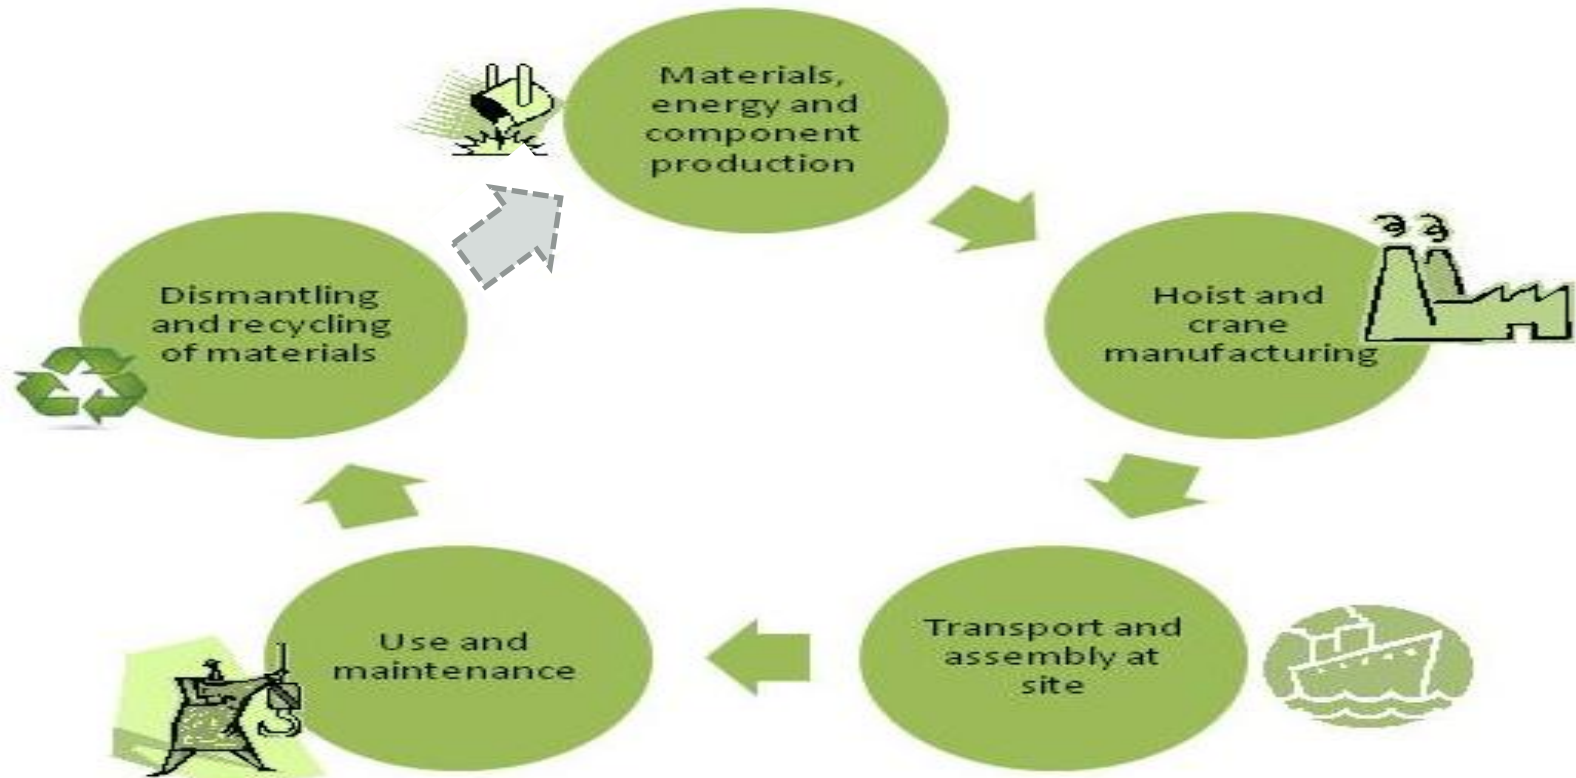 Materials,
energy and
component
production
Hoist and
crane
manufacturing
Transport and
assembly at
site
Use and
maintenance
Dismantling
and recycling
of materials